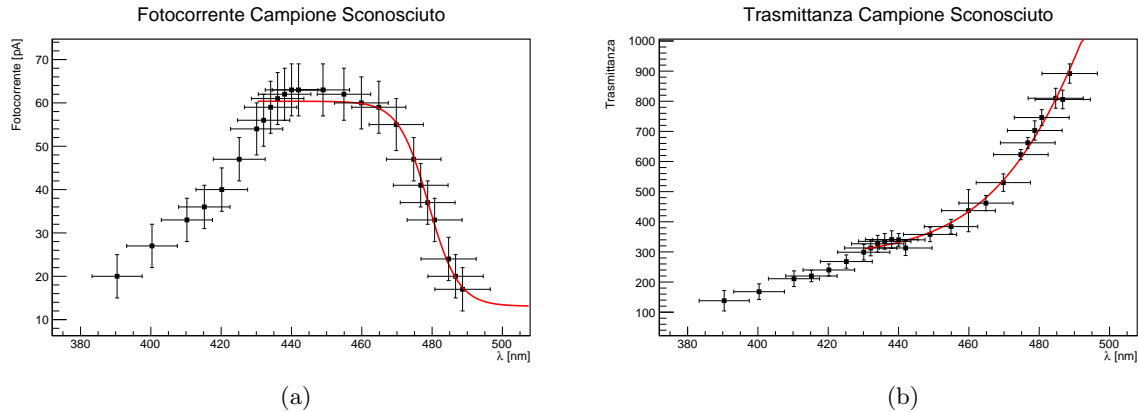 Fotocorrente Campione Sconosciuto
Fotocorrente [pA]
70
60
50
40
30
20
10
380 400 420 440 460 480 500
λ [nm]
(a)
Trasmittanza Campione Sconosciuto
Trasmittanza
1000
900
800
700
600
500
400
300
200
100
380 400 420 440 460 480 500
λ [nm]
(b)